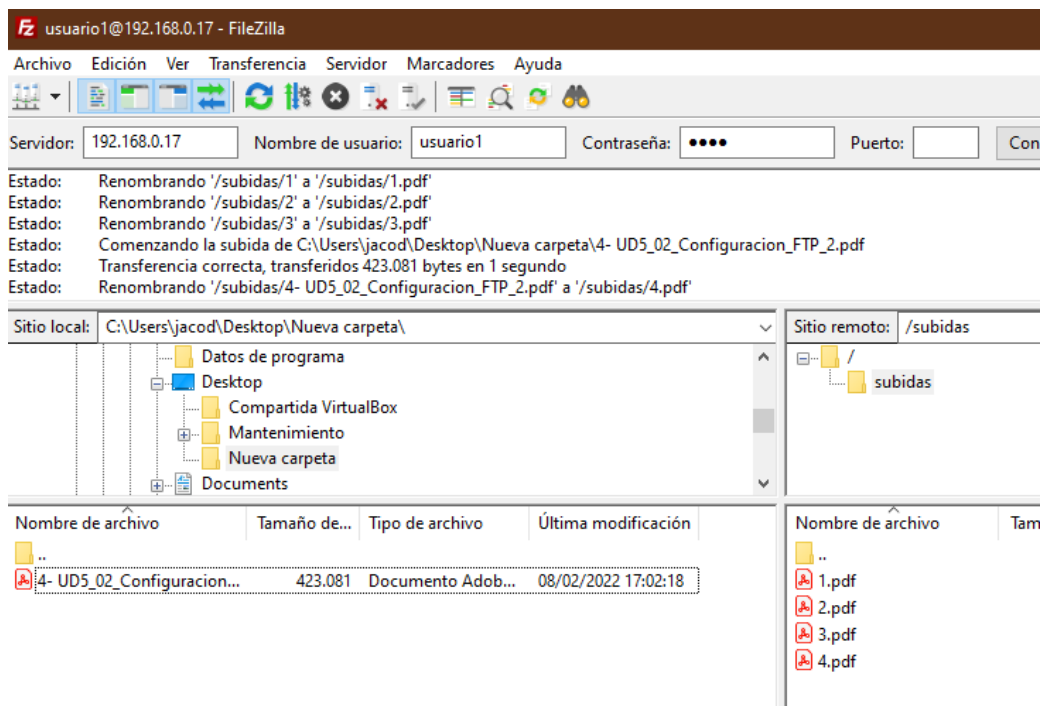 usuario1@192.168.0.17 - FileZilla
Archivo Edición Ver Transferencia Servidor Marcadores Ayuda
Servidor: 192.168.0.17 Nombre de usuario: usuario1 Contraseña: •••• Puerto: Con
Estado: Renombrando '/subidas/1' a '/subidas/1.pdf'
Estado: Renombrando '/subidas/2' a '/subidas/2.pdf'
Estado: Renombrando '/subidas/3' a '/subidas/3.pdf'
Estado: Comenzando la subida de C:\Users\jacod\Desktop\Nueva carpeta\4- UD5_02_Configuracion_FTP_2.pdf
Estado: Transferencia correcta, transferidos 423.081 bytes en 1 segundo
Estado: Renombrando '/subidas/4- UD5_02_Configuracion_FTP_2.pdf' a '/subidas/4.pdf'
Sitio local: C:\Users\jacod\Desktop\Nueva carpeta\
Datos de programa
Desktop
Compartida VirtualBox
Mantenimiento
Nueva carpeta
Documents
Sitio remoto: /subidas
/
subidas
Nombre de archivo Tamaño de... Tipo de archivo Última modificación
..
4- UD5_02_Configuracion... 423.081 Documento Adob... 08/02/2022 17:02:18
Nombre de archivo Tam
..
1.pdf
2.pdf
3.pdf
4.pdf